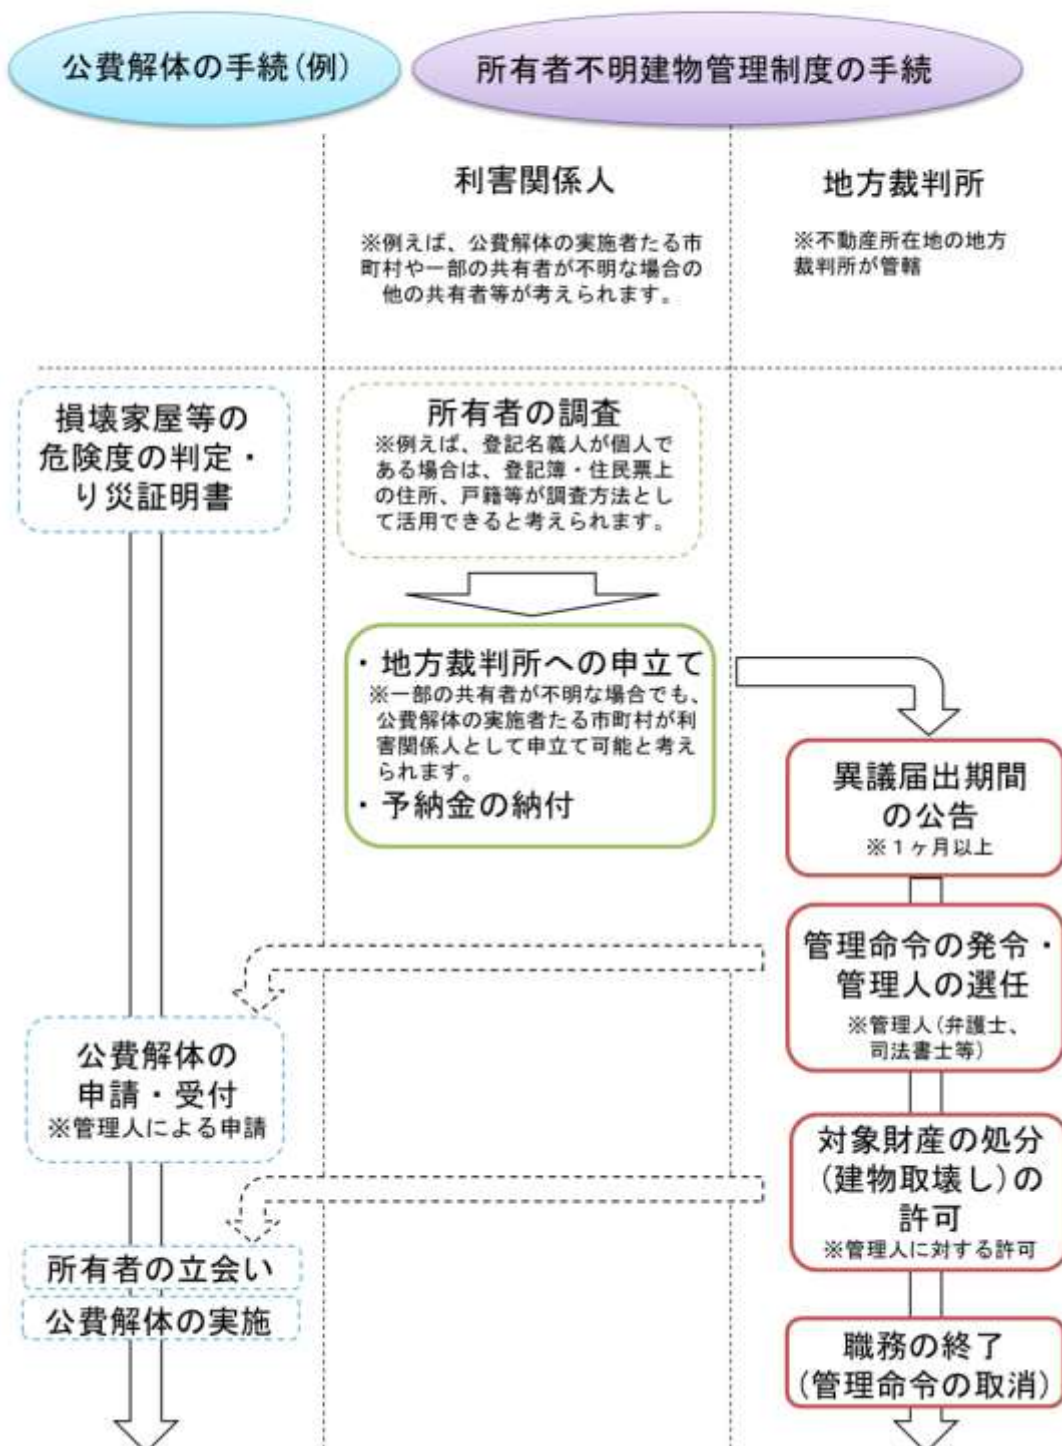 公費解体の手続(例)
所有者不明建物管理制度の手続
利害関係人
※例えば、公費解体の実施者たる市
町村や一部の共有者が不明な場合の
他の共有者等が考えられます。
地方裁判所
※不動産所在地の地方
裁判所が管轄
損壊家屋等の
危険度の判定・
り災証明書
所有者の調査
※例えば、登記名義人が個人で
ある場合は、登記簿・住民票上
の住所、戸籍等が調査方法とし
て活用できると考えられます。
・地方裁判所への申立て
※一部の共有者が不明な場合でも、
公費解体の実施者たる市町村が利
害関係人として申立て可能と考え
られます。
・予納金の納付
異議届出期間
の公告
※１ヶ月以上
管理命令の発令・
管理人の選任
※管理人(弁護士、
司法書士等)
公費解体の
申請・受付
※管理人による申請
対象財産の処分
(建物取壊し)の
許可
※管理人に対する許可
所有者の立会い
公費解体の実施
職務の終了
(管理命令の取消)